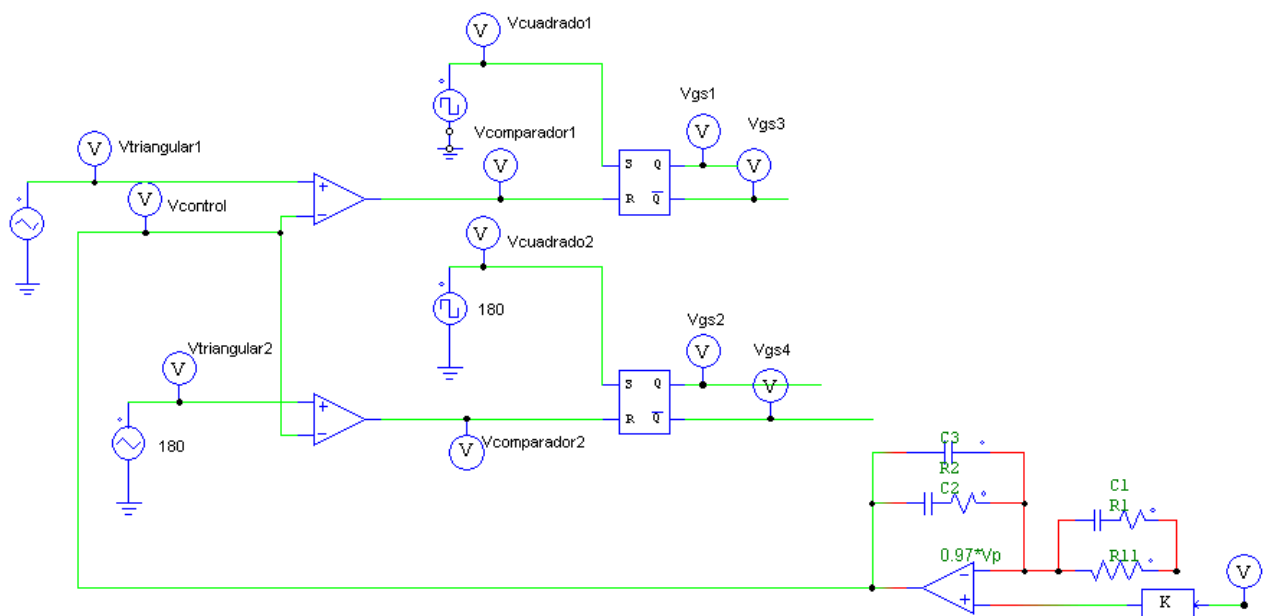 Vcuadrado1
Vgs1
Vgs3
Vtriangular1
Vcomparador1
V
V
V
V
V
V
Vcontrol
S Q
R Q
Vcuadrado2
V
180
Vgs2
Vgs4
Vtriangular2
V
V
V
S Q
R Q
180
Vcomparador2
V
C3
R2
C2
C1
R1
0.97*Vp
R11
V
K